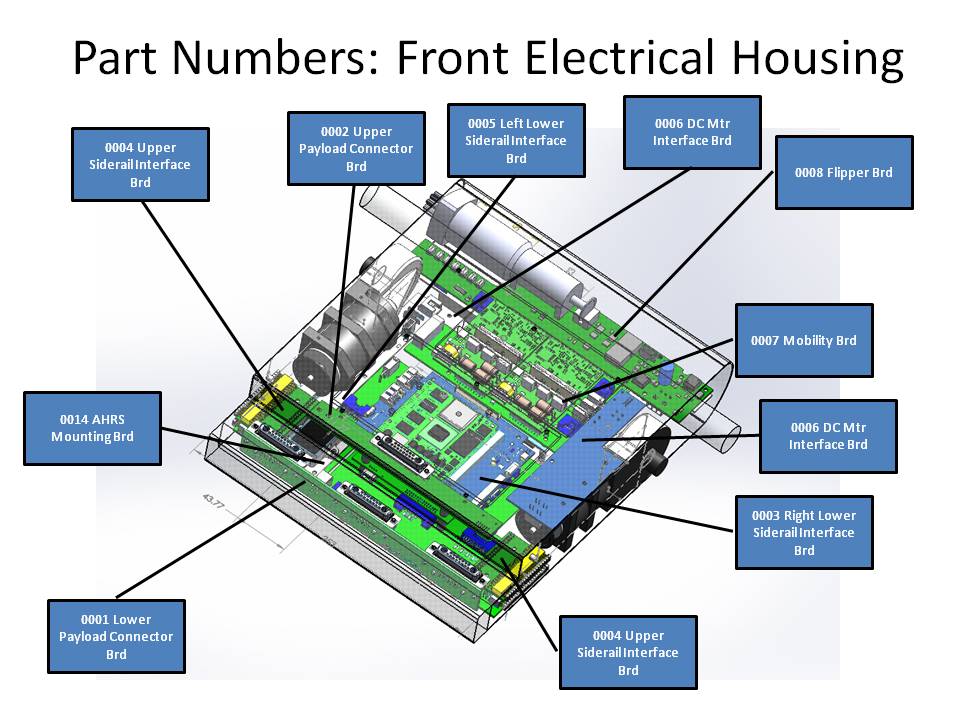 Part Numbers: Front Electrical Housing
0004 Upper
Siderail Interface
Brd
0002 Upper
Payload Connector
Brd
0005 Left Lower
Siderail Interface
Brd
0006 DC Mtr
Interface Brd
0008 Flipper Brd
0007 Mobility Brd
0014 AHRS
Mounting Brd
0006 DC Mtr
Interface Brd
0003 Right Lower
Siderail Interface
Brd
43.77
0001 Lower
Payload Connector
Brd
0004 Upper
Siderail Interface
Brd